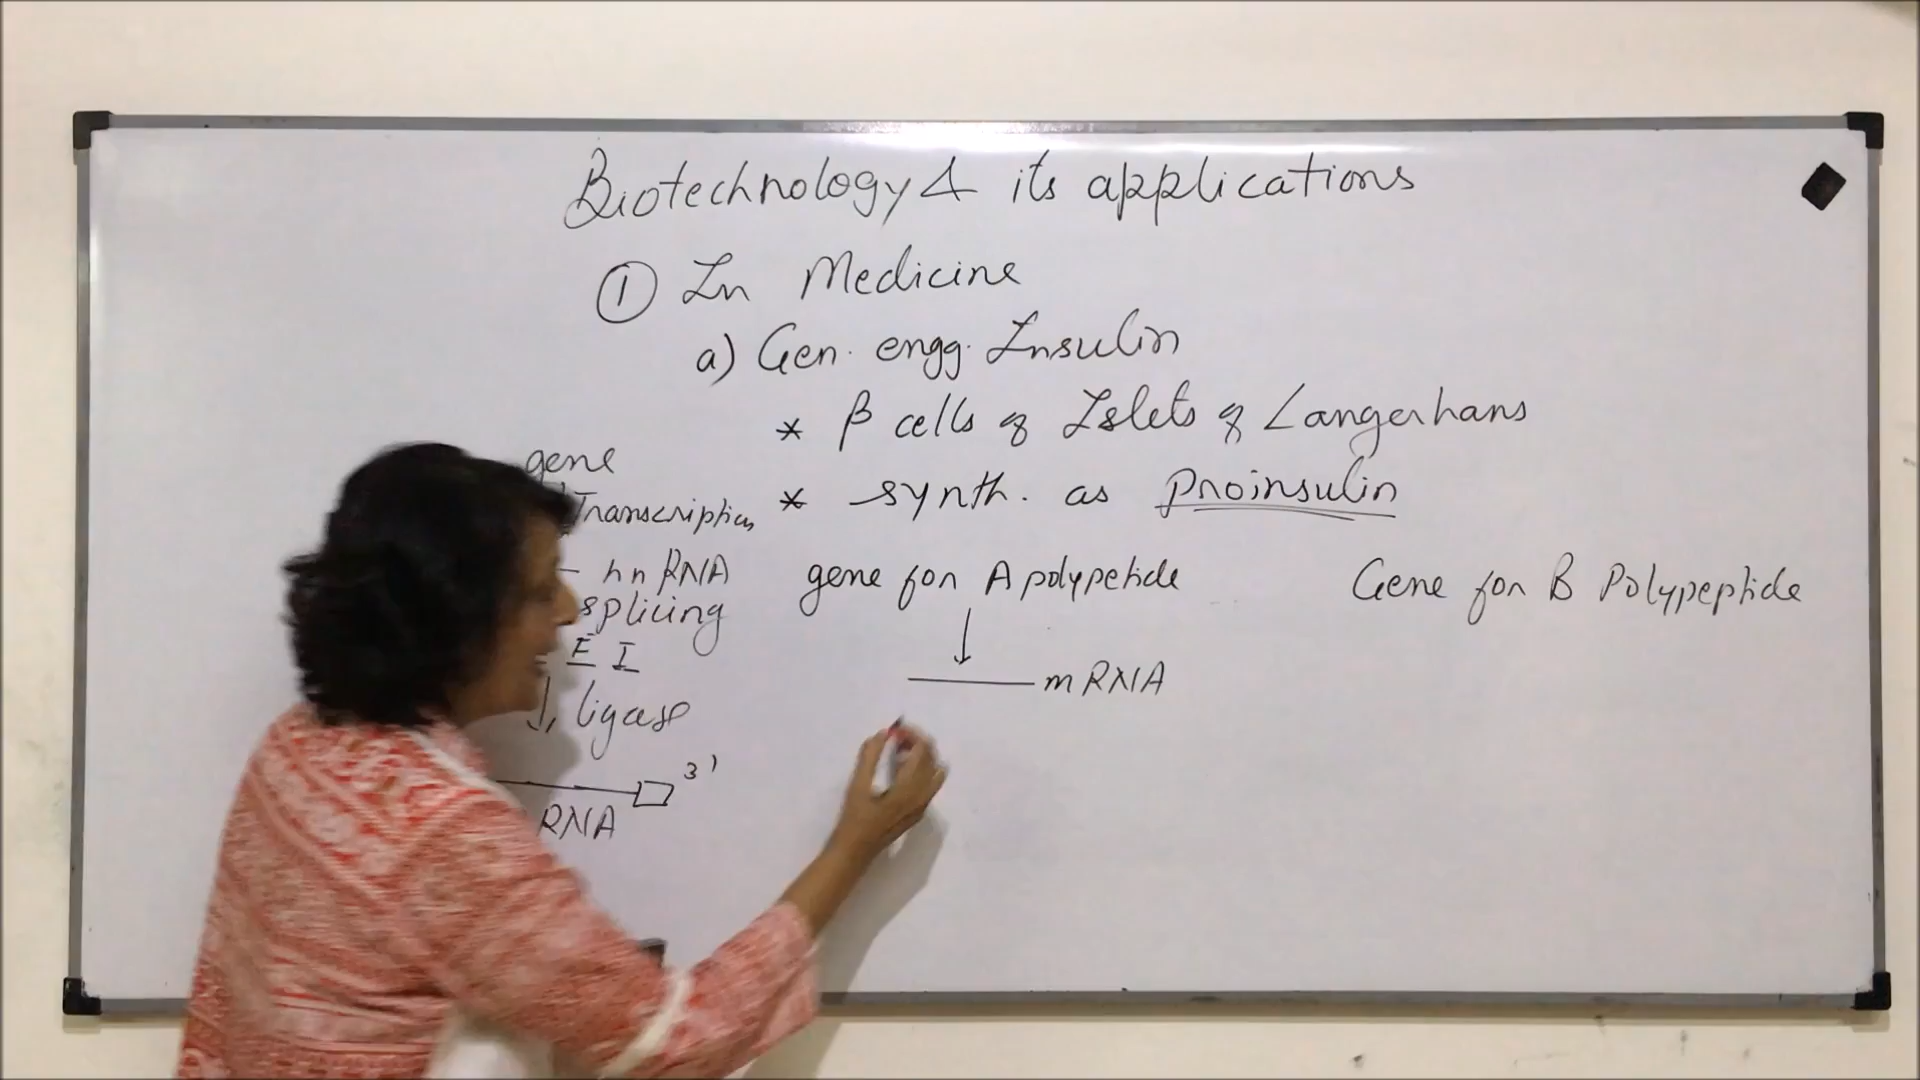 Biotechnology & its applications
① In Medicine
a) Gen. engg. Insulin
* β cells of Islets of Langerhans
* synth. as proinsulin
gene
Transcription
hnRNA
splicing
E I
ligase
3'
RNA
gene for A polypetide
mRNA
Gene for B Polypeptide